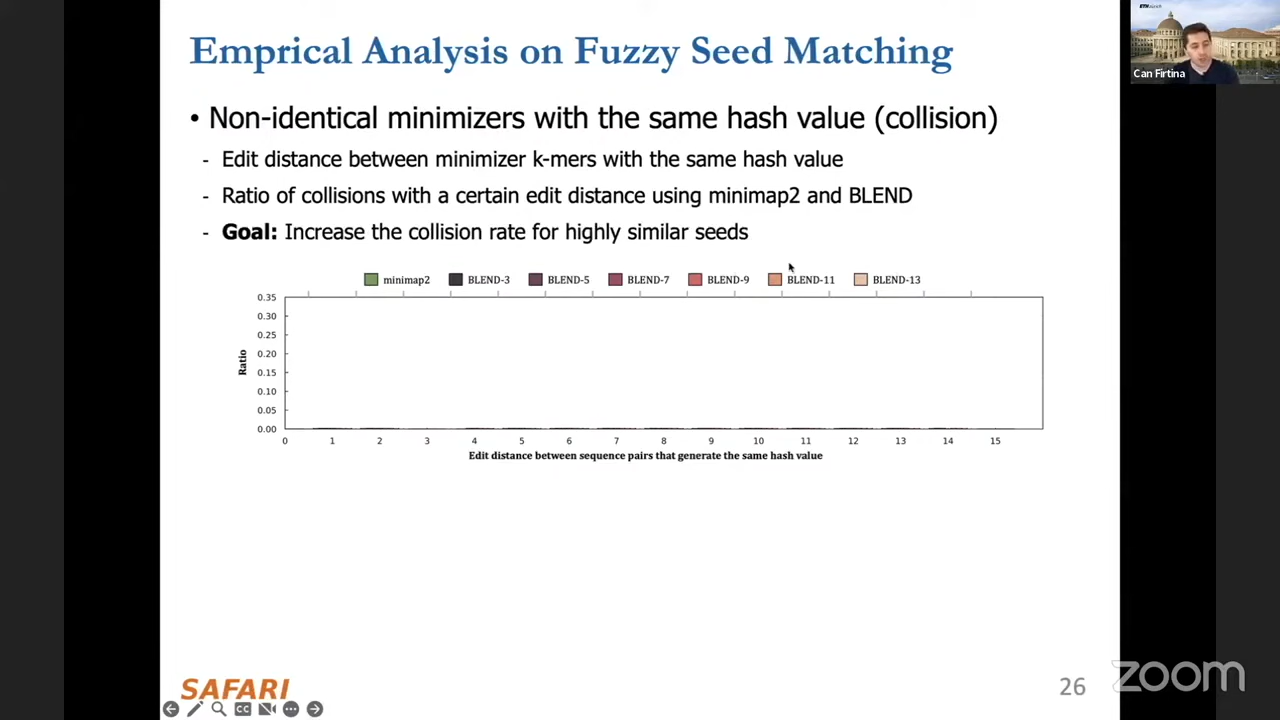 Emprical Analysis on Fuzzy Seed Matching
• Non-identical minimizers with the same hash value (collision)
- Edit distance between minimizer k-mers with the same hash value
- Ratio of collisions with a certain edit distance using minimap2 and BLEND
- Goal: Increase the collision rate for highly similar seeds
minimap2 BLEND-3 BLEND-5 BLEND-7 BLEND-9 BLEND-11 BLEND-13
0.35
0.30
0.25
0.20
0.15
0.10
0.05
0.00
Ratio
0 1 2 3 4 5 6 7 8 9 10 11 12 13 14 15
Edit distance between sequence pairs that generate the same hash value
SAFARI
CC
26
zoom
ETH zürich
Can Firtina